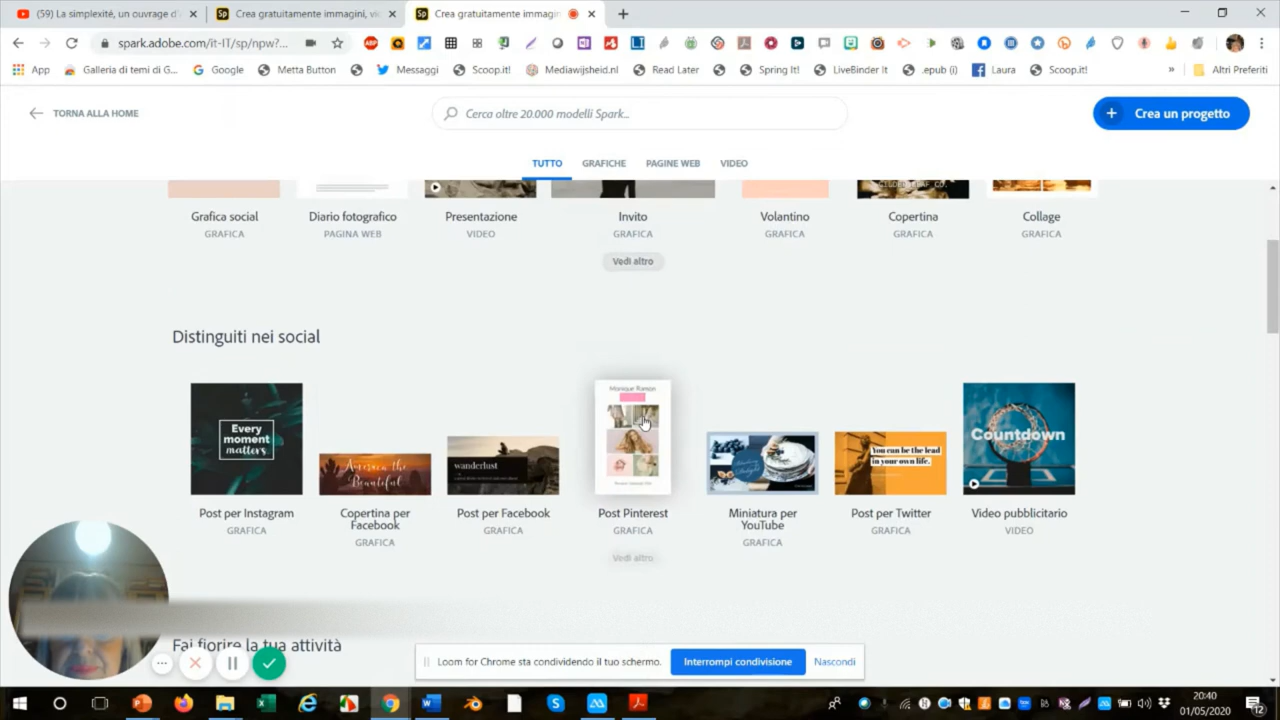 (59) La simplexité, un ouvrage d'
Crea gratuitamente immagini, vid
Crea gratuitamente immagin
spark.adobe.com/it-IT/sp/npw?...
App
Galleria di temi di G...
Google
Metta Button
Messaggi
Scoop.it!
Mediawijsheid.nl
Read Later
Spring It!
LiveBinder It
.epub (i)
Laura
Scoop.it!
»
Altri Preferiti
TORNA ALLA HOME
Cerca oltre 20.000 modelli Spark...
+ Crea un progetto
TUTTO
GRAFICHE
PAGINE WEB
VIDEO
Grafica social
GRAFICA
Diario fotografico
PAGINA WEB
Presentazione
VIDEO
Invito
GRAFICA
Volantino
GRAFICA
Copertina
GRAFICA
Collage
GRAFICA
Vedi altro
Distinguiti nei social
Every
moment
matters
America the
Beautiful
wanderlust
Monique Ramon
You can be the lead
in your own life.
Countdown
Post per Instagram
GRAFICA
Copertina per
Facebook
GRAFICA
Post per Facebook
GRAFICA
Post Pinterest
GRAFICA
Miniatura per
YouTube
GRAFICA
Post per Twitter
GRAFICA
Video pubblicitario
VIDEO
Vedi altro
Fai fiorire la tua attività
Loom for Chrome sta condividendo il tuo schermo.
Interrompi condivisione
Nascondi
20:40
01/05/2020